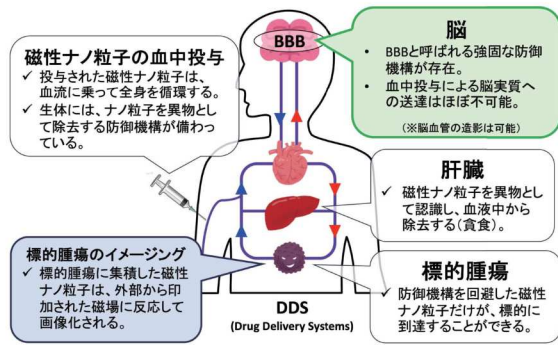 磁性ナノ粒子の血中投与
✓ 投与された磁性ナノ粒子は、
血流に乗って全身を循環する。
✓ 生体には、ナノ粒子を異物として
除去する防御機構が備わっ
ている。
BBB
脳
• BBBと呼ばれる強固な防御
機構が存在。
• 血中投与による脳実質へ
の送達はほぼ不可能。
(※脳血管の造影は可能)
肝臓
✓ 磁性ナノ粒子を異物とし
て認識し、血液中から
除去する(貪食)。
標的腫瘍のイメージング
✓ 標的腫瘍に集積した磁性
ナノ粒子は、外部から印
加された磁場に反応して
画像化される。
標的腫瘍
✓ 防御機構を回避した磁性
ナノ粒子だけが、標的に
到達することができる。
DDS
(Drug Delivery Systems)